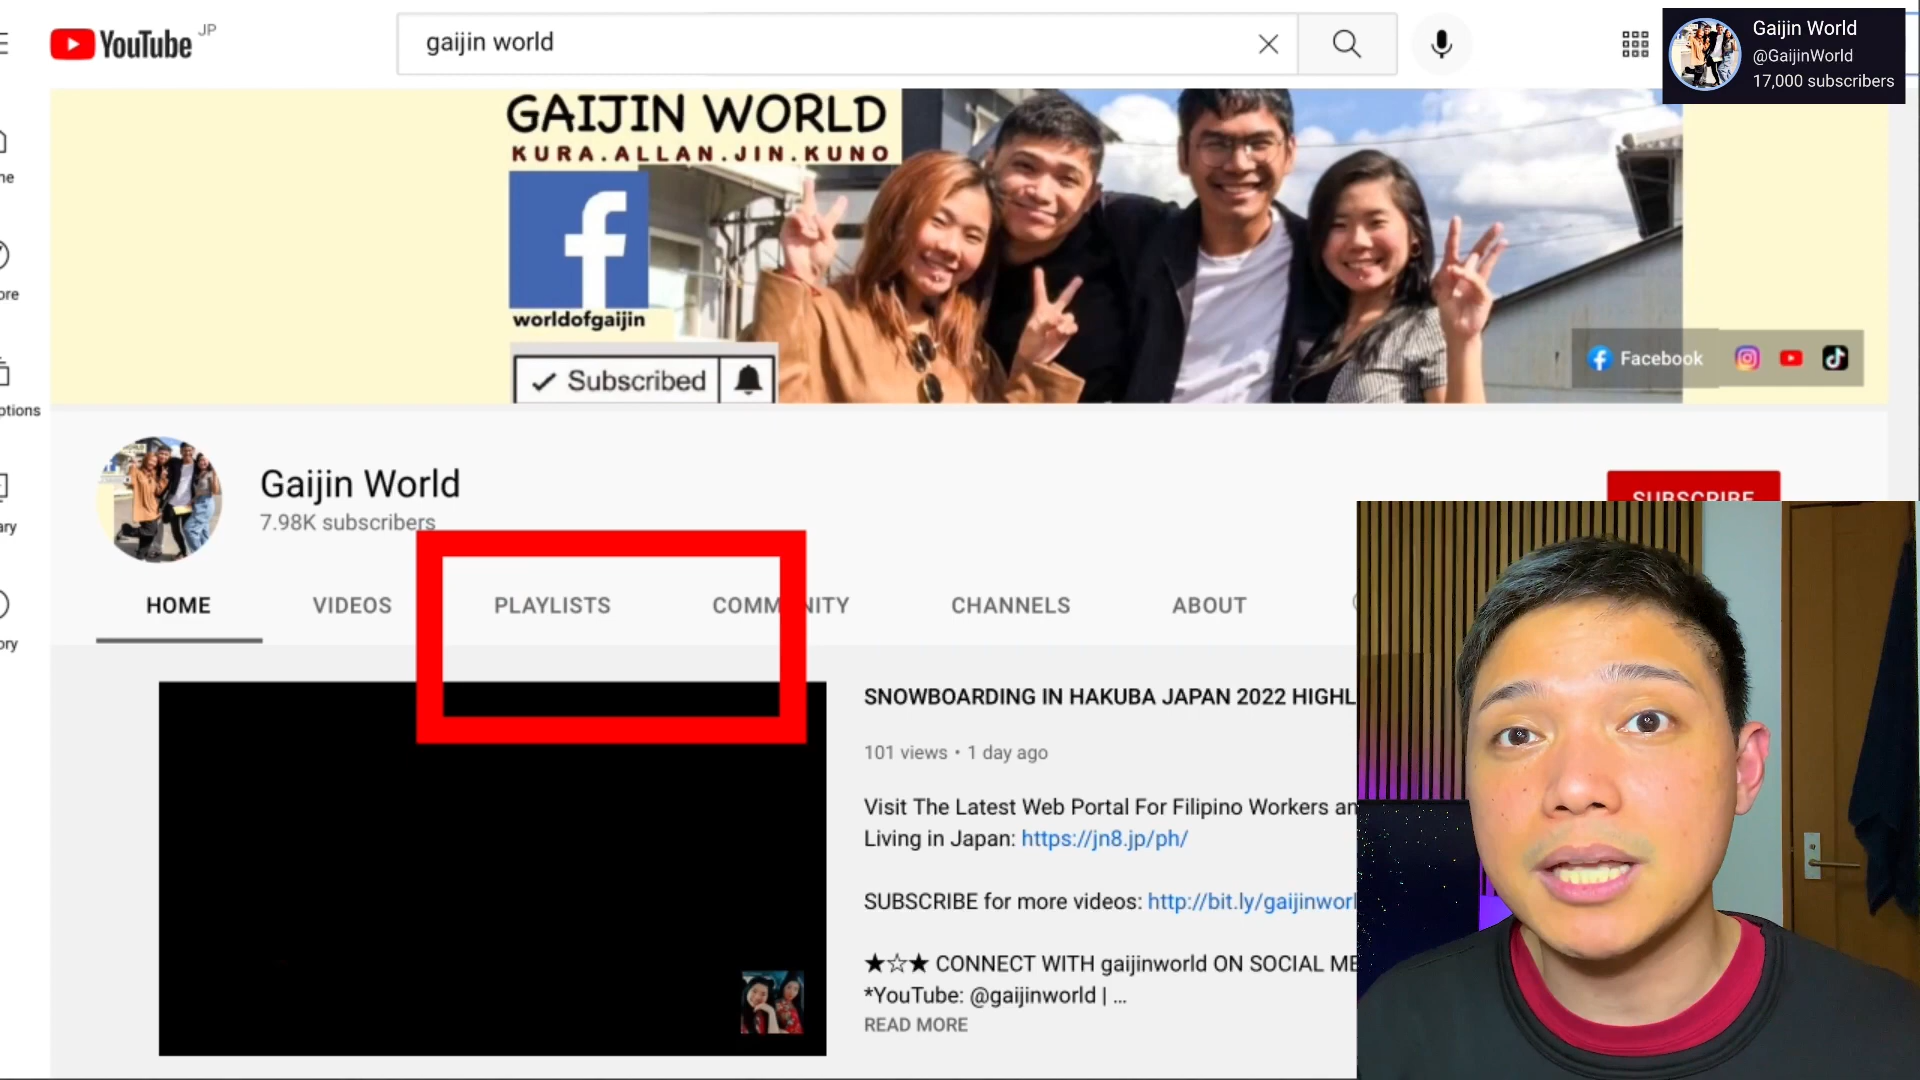 YouTube JP
gaijin world
Gaijin World
@GaijinWorld
17,000 subscribers
GAIJIN WORLD
KURA.ALLAN.JIN.KUNO
f
worldofgaijin
Subscribed
Facebook
Gaijin World
7.98K subscribers
SUBSCRIBE
HOME
VIDEOS
PLAYLISTS
COMMUNITY
CHANNELS
ABOUT
SNOWBOARDING IN HAKUBA JAPAN 2022 HIGHL
101 views • 1 day ago
Visit The Latest Web Portal For Filipino Workers an
Living in Japan: https://jn8.jp/ph/
SUBSCRIBE for more videos: http://bit.ly/gaijinworl
★☆★ CONNECT WITH gaijinworld ON SOCIAL ME
*YouTube: @gaijinworld | ...
READ MORE